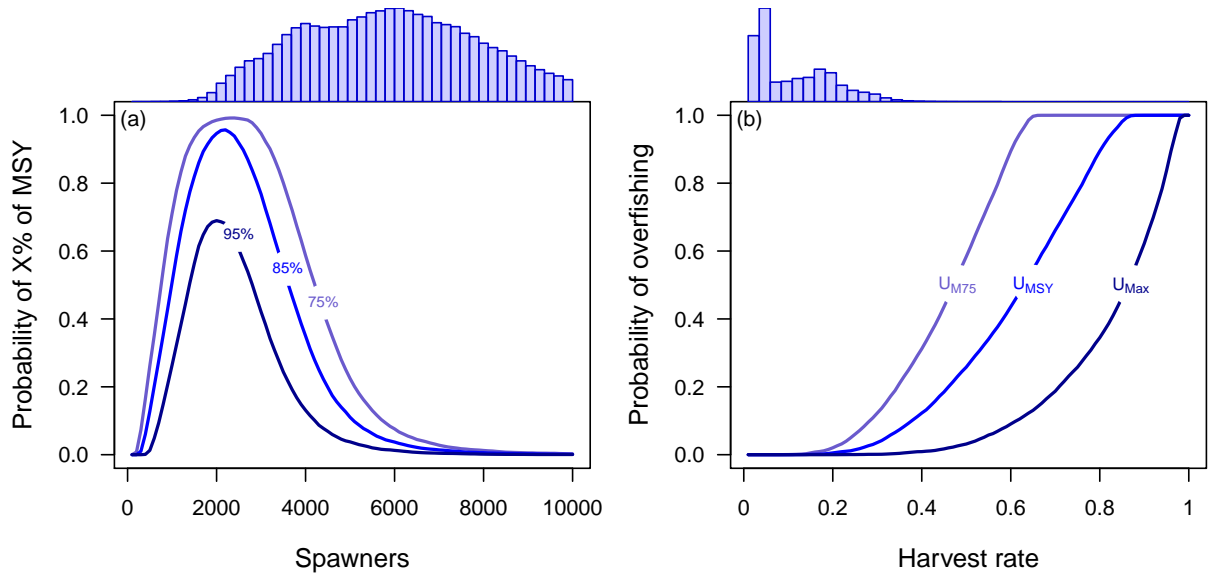 (a)
Probability of X% of MSY
1.0
0.8
0.6
0.4
0.2
0.0
95%
85%
75%
0 2000 4000 6000 8000 10000
Spawners
(b)
Probability of overfishing
1.0
0.8
0.6
0.4
0.2
0.0
UM75 UMSY UMax
0 0.2 0.4 0.6 0.8 1
Harvest rate